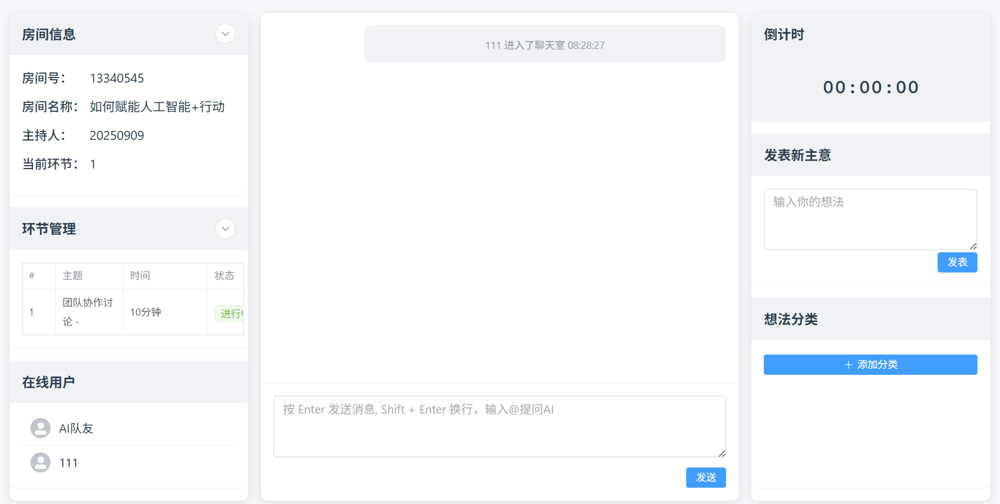 房间信息
房间号： 13340545
房间名称： 如何赋能人工智能+行动
主持人： 20250909
当前环节： 1
环节管理
# 主题 时间 状态
1 团队协作讨论 - 10分钟 进行
在线用户
AI队友
111
111 进入了聊天室 08:28:27
按 Enter 发送消息, Shift + Enter 换行，输入@提问AI
发送
倒计时
00:00:00
发表新主意
输入你的想法
发表
想法分类
添加分类